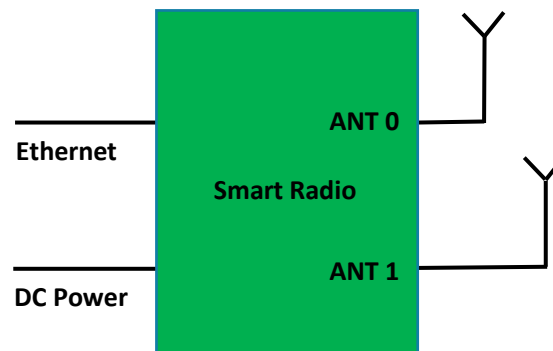 ANT 0
Ethernet
Smart Radio
ANT 1
DC Power